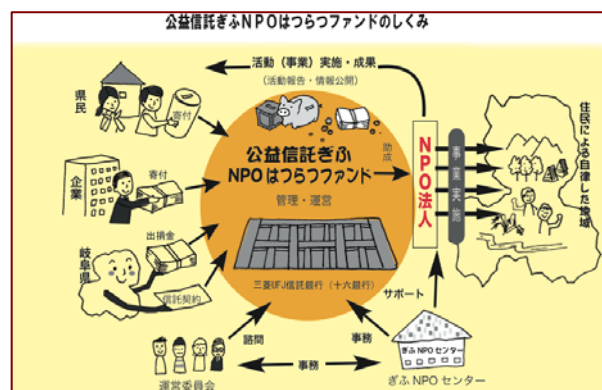 公益信託ぎふNPOはつらつファンドのしくみ
活動（事業）実施・成果
（活動報告・情報公開）
県民
寄付
企業
寄付
岐阜県
出損金
信託契約
公益信託ぎふ
NPOはつらつファンド
管理・運営
三菱UFJ信託銀行（十六銀行）
助成
NPO法人
事業実施
住民による自律した地域
サポート
諮問
事務
事務
運営委員会
ぎふNPOセンター
ぎふNPOセンター